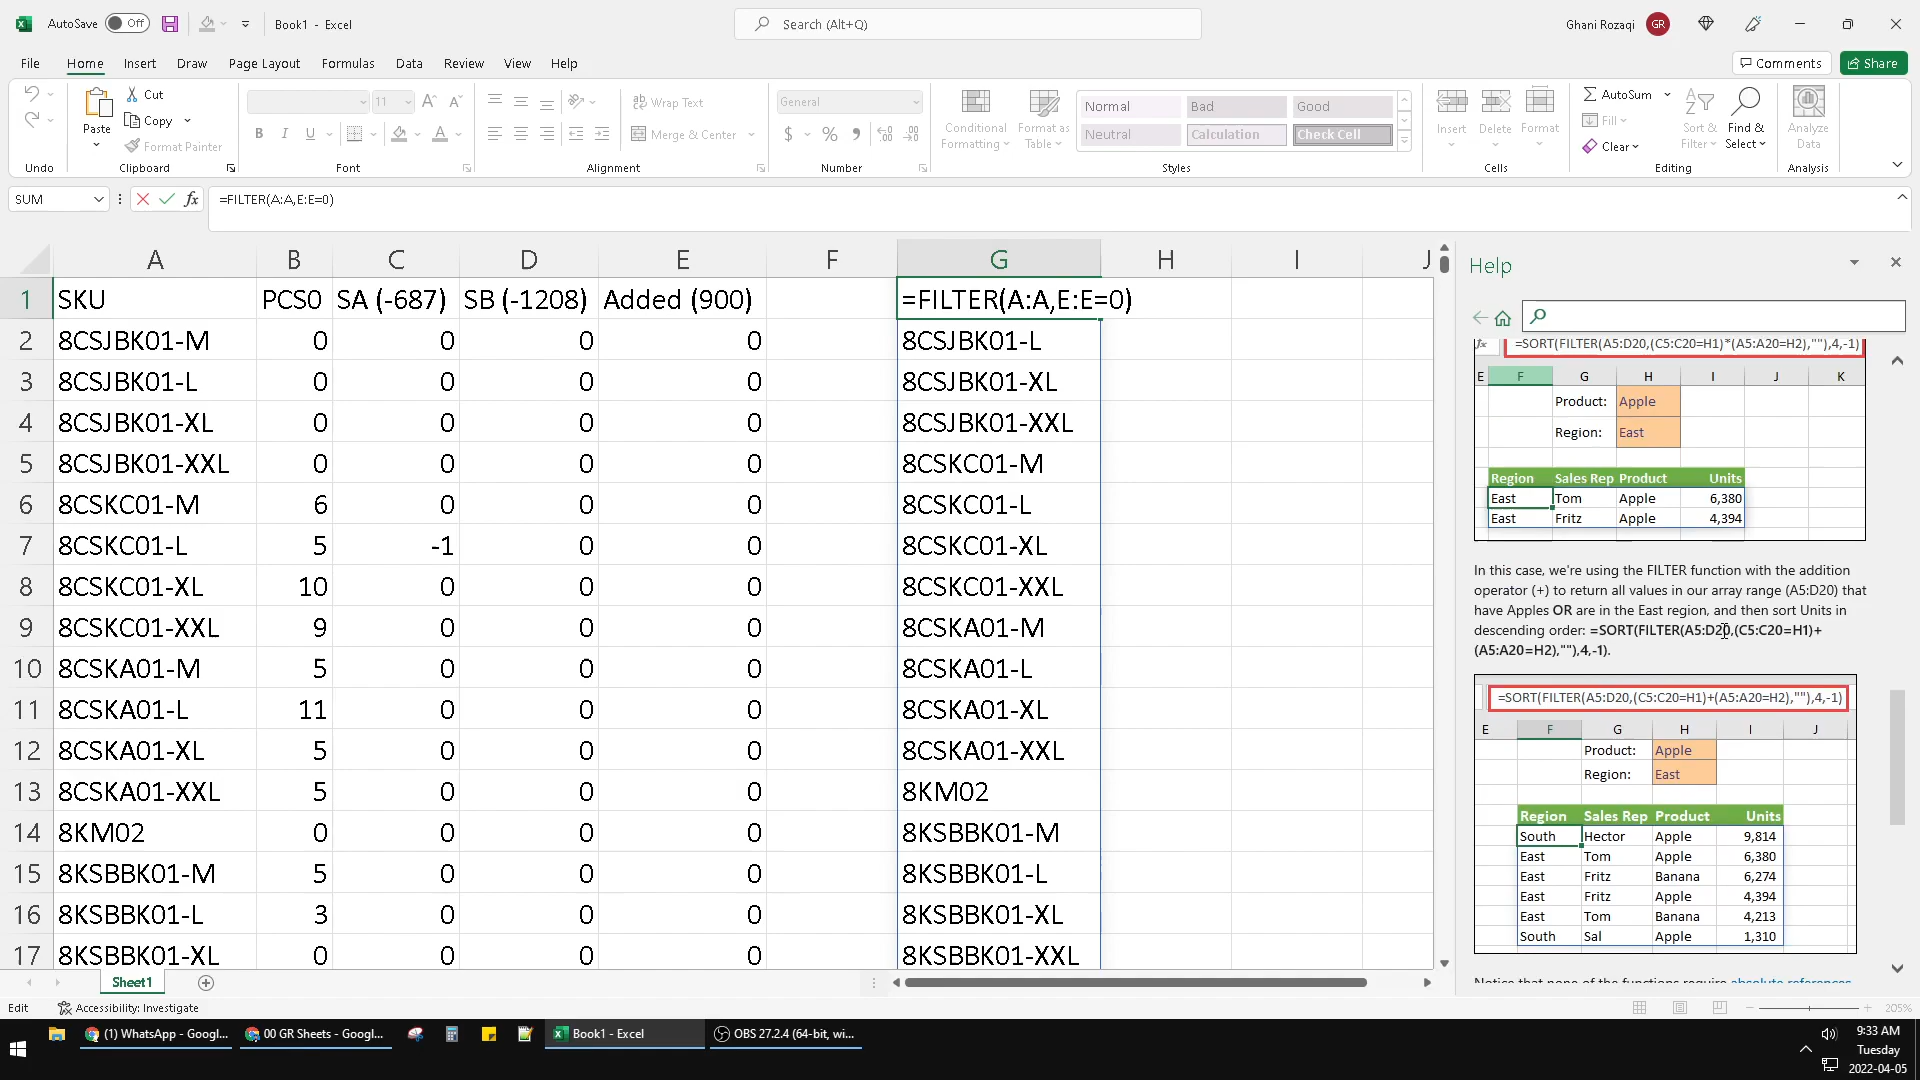 AutoSave Off Book1 - Excel Search (Alt+Q) Ghani Rozaqi GR
File Home Insert Draw Page Layout Formulas Data Review View Help Comments Share
Paste Cut Copy Format Painter
11 B I U
Wrap Text Merge & Center
General $ % 9
Conditional Formatting Format as Table
Normal Bad Good
Neutral Calculation Check Cell
Insert Delete Format
AutoSum Fill Clear Sort & Filter Find & Select
Analyze Data
Undo Clipboard Font Alignment Number Styles Cells Editing Analysis
SUM fx =FILTER(A:A,E:E=0)
A B C D E F G H I J
1 SKU PCS0 SA (-687) SB (-1208) Added (900) =FILTER(A:A,E:E=0)
2 8CSJBK01-M 0 0 0 0 8CSJBK01-L
3 8CSJBK01-L 0 0 0 0 8CSJBK01-XL
4 8CSJBK01-XL 0 0 0 0 8CSJBK01-XXL
5 8CSJBK01-XXL 0 0 0 0 8CSKC01-M
6 8CSKC01-M 6 0 0 0 8CSKC01-L
7 8CSKC01-L 5 -1 0 0 8CSKC01-XL
8 8CSKC01-XL 10 0 0 0 8CSKC01-XXL
9 8CSKC01-XXL 9 0 0 0 8CSKA01-M
10 8CSKA01-M 5 0 0 0 8CSKA01-L
11 8CSKA01-L 11 0 0 0 8CSKA01-XL
12 8CSKA01-XL 5 0 0 0 8CSKA01-XXL
13 8CSKA01-XXL 5 0 0 0 8KM02
14 8KM02 0 0 0 0 8KSBBK01-M
15 8KSBBK01-M 5 0 0 0 8KSBBK01-L
16 8KSBBK01-L 3 0 0 0 8KSBBK01-XL
17 8KSBBK01-XL 0 0 0 0 8KSBBK01-XXL
Sheet1
Edit Accessibility: Investigate 205%
Help
fx =SORT(FILTER(A5:D20,(C5:C20=H1)*(A5:A20=H2),""),4,-1)
E F G H I J K
Product: Apple
Region: East
Region Sales Rep Product Units
East Tom Apple 6,380
East Fritz Apple 4,394
In this case, we're using the FILTER function with the addition
operator (+) to return all values in our array range (A5:D20) that
have Apples OR are in the East region, and then sort Units in
descending order: =SORT(FILTER(A5:D20,(C5:C20=H1)+
(A5:A20=H2),""),4,-1).
=SORT(FILTER(A5:D20,(C5:C20=H1)+(A5:A20=H2),""),4,-1)
E F G H I J
Product: Apple
Region: East
Region Sales Rep Product Units
South Hector Apple 9,814
East Tom Apple 6,380
East Fritz Banana 6,274
East Fritz Apple 4,394
East Tom Banana 4,213
South Sal Apple 1,310
Notice that none of the functions require absolute references
(1) WhatsApp - Googl... 00 GR Sheets - Googl... Book1 - Excel OBS 27.2.4 (64-bit, wi...
9:33 AM
Tuesday
2022-04-05